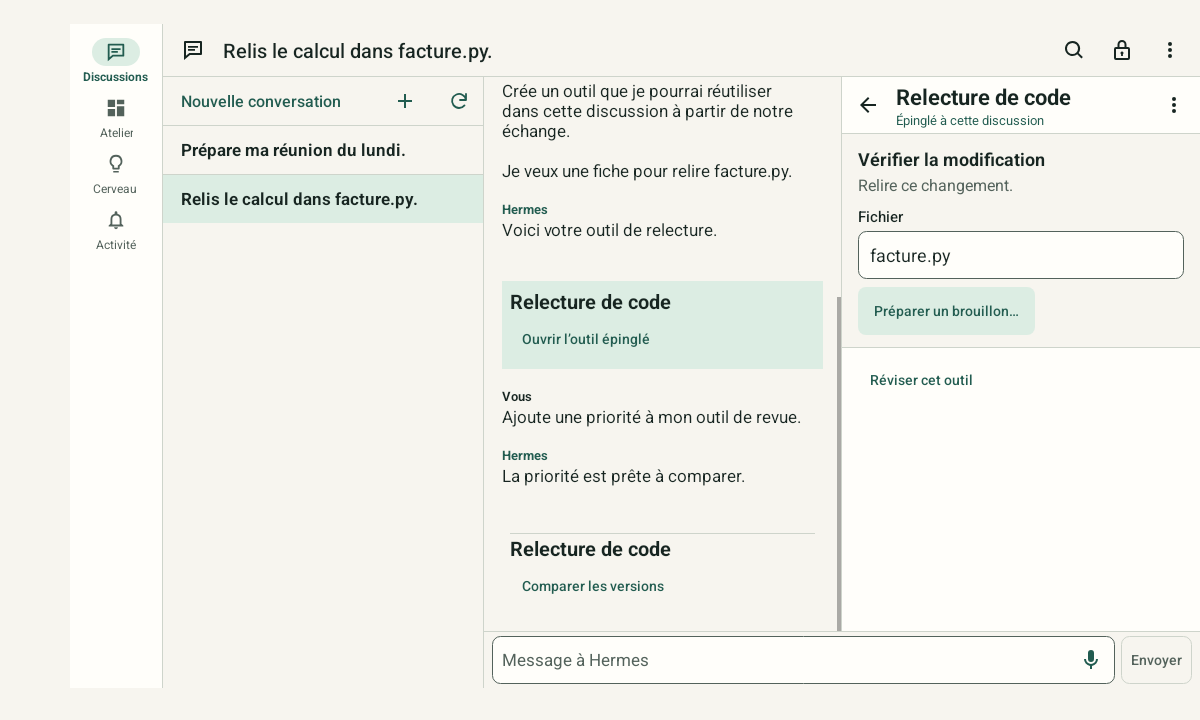 Discussions
Atelier
Cerveau
Activité
Relis le calcul dans facture.py.
Nouvelle conversation
Prépare ma réunion du lundi.
Relis le calcul dans facture.py.
Crée un outil que je pourrai réutiliser
dans cette discussion à partir de notre
échange.
Je veux une fiche pour relire facture.py.
Hermes
Voici votre outil de relecture.
Relecture de code
Ouvrir l’outil épinglé
Vous
Ajoute une priorité à mon outil de revue.
Hermes
La priorité est prête à comparer.
Relecture de code
Comparer les versions
Message à Hermes
Envoyer
Relecture de code
Épinglé à cette discussion
Vérifier la modification
Relire ce changement.
Fichier
facture.py
Préparer un brouillon…
Réviser cet outil